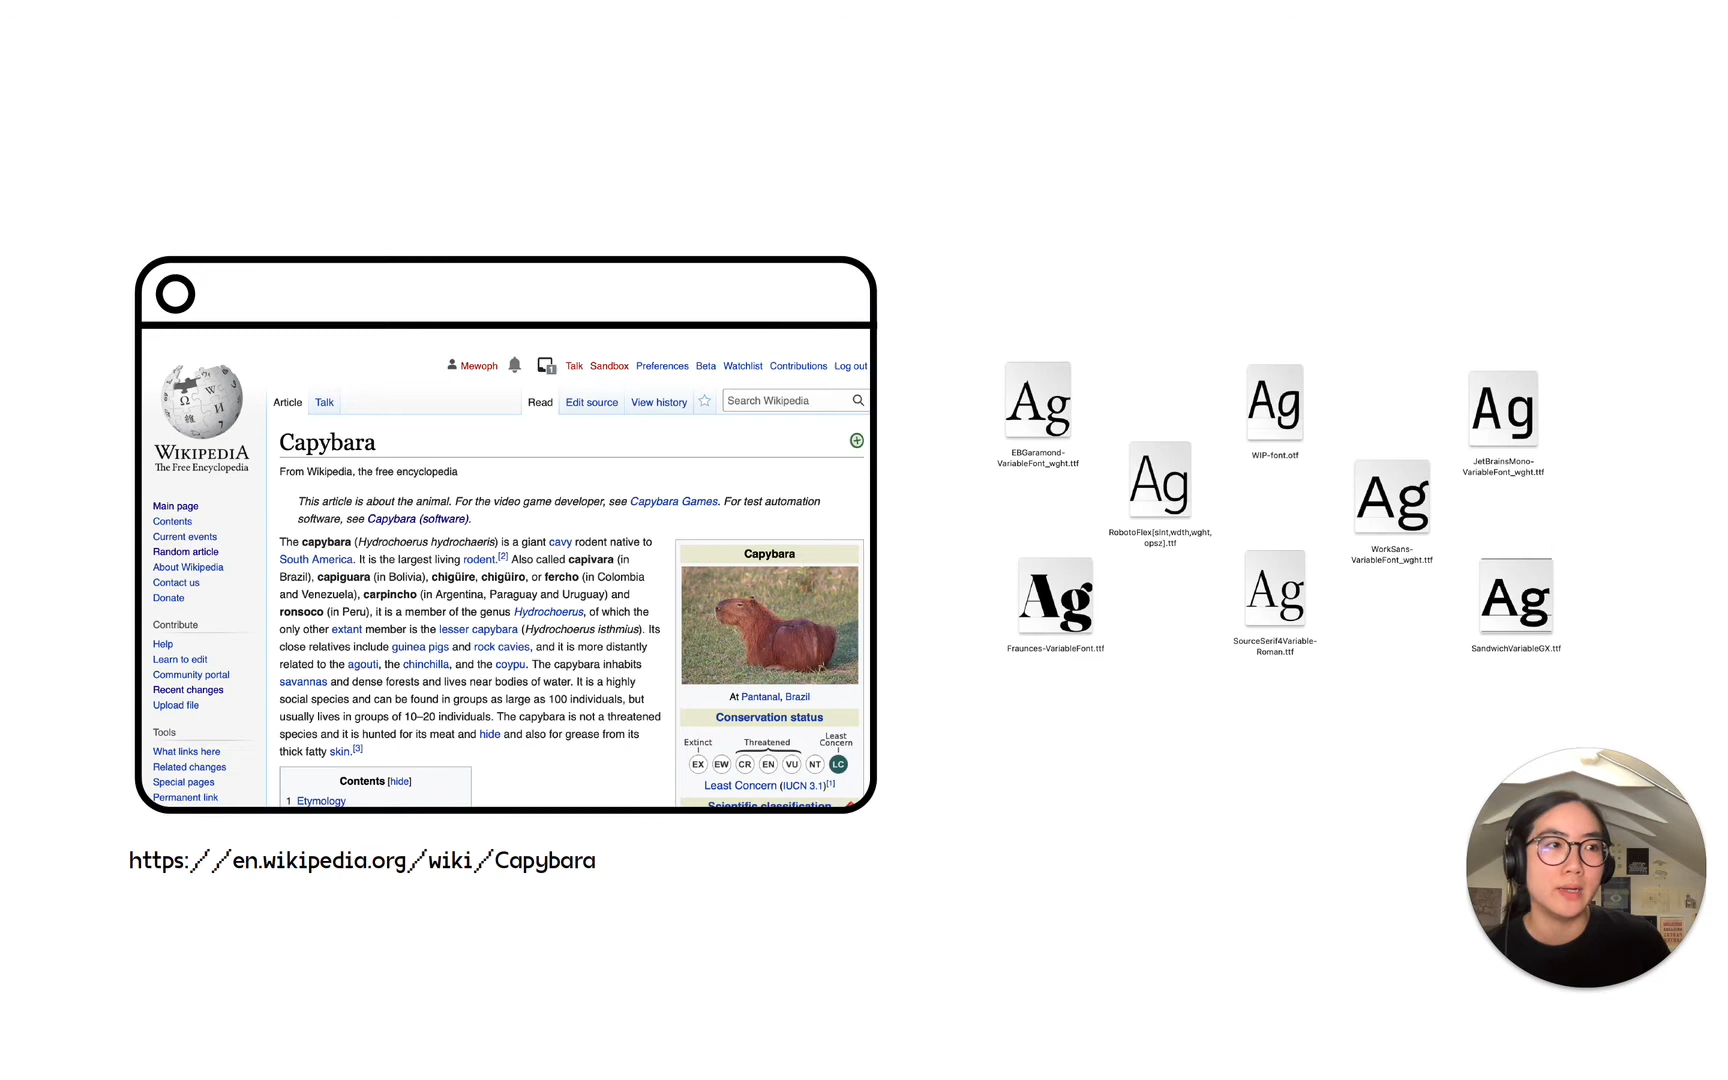 Mewoph
1
Talk Sandbox Preferences Beta Watchlist Contributions Log out
Article Talk
Read Edit source View history
Search Wikipedia
WIKIPEDIA
The Free Encyclopedia
Main page
Contents
Current events
Random article
About Wikipedia
Contact us
Donate
Contribute
Help
Learn to edit
Community portal
Recent changes
Upload file
Tools
What links here
Related changes
Special pages
Permanent link
Capybara
From Wikipedia, the free encyclopedia
This article is about the animal. For the video game developer, see Capybara Games. For test automation
software, see Capybara (software).
The capybara (Hydrochoerus hydrochaeris) is a giant cavy rodent native to
South America. It is the largest living rodent.[2] Also called capivara (in
Brazil), capiguara (in Bolivia), chigüire, chigüiro, or fercho (in Colombia
and Venezuela), carpincho (in Argentina, Paraguay and Uruguay) and
ronsoco (in Peru), it is a member of the genus Hydrochoerus, of which the
only other extant member is the lesser capybara (Hydrochoerus isthmius). Its
close relatives include guinea pigs and rock cavies, and it is more distantly
related to the agouti, the chinchilla, and the coypu. The capybara inhabits
savannas and dense forests and lives near bodies of water. It is a highly
social species and can be found in groups as large as 100 individuals, but
usually lives in groups of 10–20 individuals. The capybara is not a threatened
species and it is hunted for its meat and hide and also for grease from its
thick fatty skin.[3]
Contents [hide]
1 Etymology
Capybara
At Pantanal, Brazil
Conservation status
Extinct
Threatened
Least
Concern
EX EW CR EN VU NT LC
Least Concern (IUCN 3.1)[1]
Scientific classification
https://en.wikipedia.org/wiki/Capybara
Ag
EBGaramond-
VariableFont_wght.ttf
Ag
RobotoFlex[slnt,wdth,wght,
opsz].ttf
Ag
WIP-font.otf
Ag
WorkSans-
VariableFont_wght.ttf
Ag
JetBrainsMono-
VariableFont_wght.ttf
Ag
Fraunces-VariableFont.ttf
Ag
SourceSerif4Variable-
Roman.ttf
Ag
SandwichVariableGX.ttf